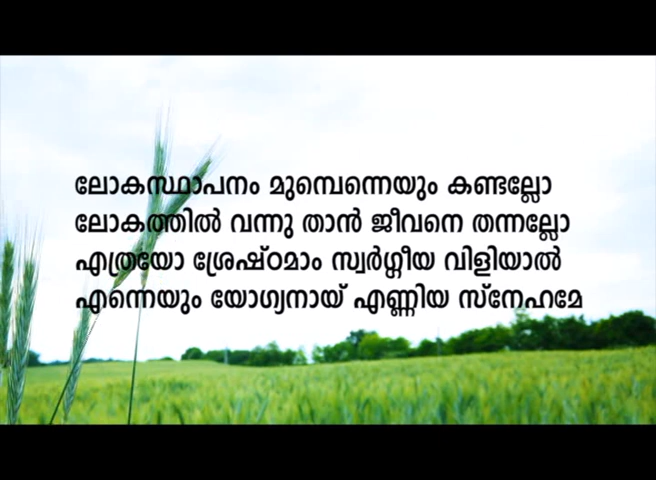 ലോകസ്ഥാപനം മുമ്പെന്നെയും കണ്ടല്ലോ
ലോകത്തിൽ വന്നു താൻ ജീവനെ തന്നല്ലോ
എത്രയോ ശ്രേഷ്ഠമാം സ്വർഗ്ഗീയ വിളിയാൽ
എന്നെയും യോഗ്യനായ് എണ്ണിയ സ്നേഹമേ